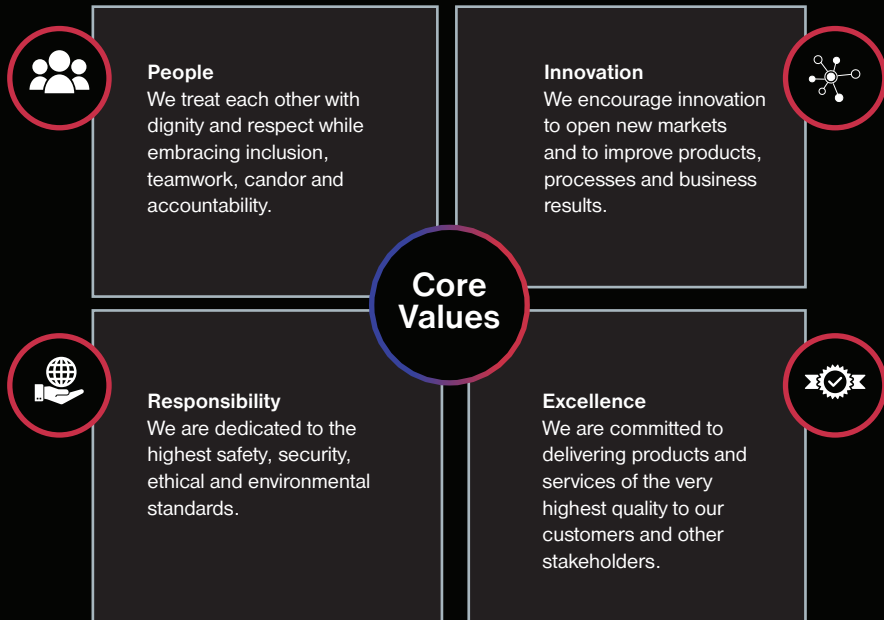 People
We treat each other with
dignity and respect while
embracing inclusion,
teamwork, candor and
accountability.
Innovation
We encourage innovation
to open new markets
and to improve products,
processes and business
results.
Core
Values
Responsibility
We are dedicated to the
highest safety, security,
ethical and environmental
standards.
Excellence
We are committed to
delivering products and
services of the very
highest quality to our
customers and other
stakeholders.